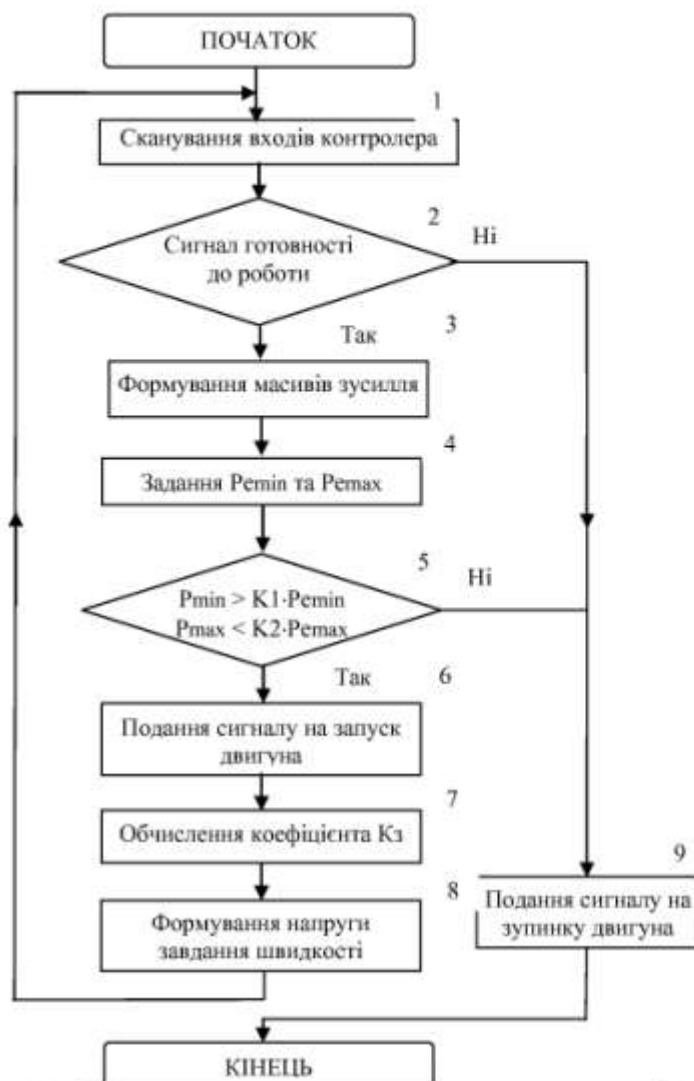 ПОЧАТОК
1
Сканування входів контролера
2
Сигнал готовності
до роботи
Ні
Так
3
Формування масивів зусилля
4
Задання Pemin та Pemax
5
Pmin > K1·Pemin
Pmax < K2·Pemax
Ні
Так
6
Подання сигналу на запуск
двигуна
7
Обчислення коефіцієнта Кз
8
Формування напруги
завдання швидкості
9
Подання сигналу на
зупинку двигуна
КІНЕЦЬ